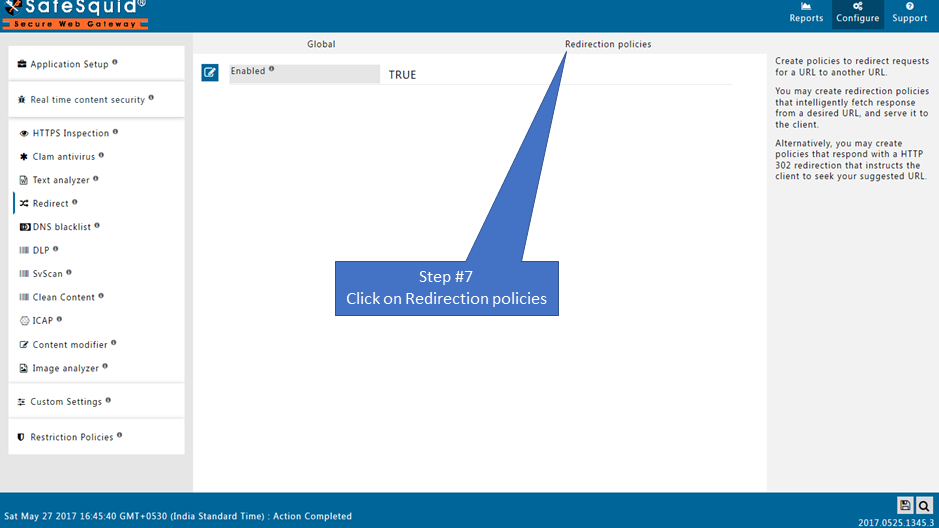 SafeSquid®
Secure Web Gateway
Reports
Configure
Support
Application Setup
Real time content security
HTTPS Inspection
Clam antivirus
Text analyzer
Redirect
DNS blacklist
DLP
SvScan
Clean Content
ICAP
Content modifier
Image analyzer
Custom Settings
Restriction Policies
Global
Redirection policies
Enabled
TRUE
Step #7
Click on Redirection policies
Create policies to redirect requests
for a URL to another URL.
You may create redirection policies
that intelligently fetch response
from a desired URL, and serve it to
the client.
Alternatively, you may create
policies that respond with a HTTP
302 redirection that instructs the
client to seek your suggested URL.
Sat May 27 2017 16:45:40 GMT+0530 (India Standard Time) : Action Completed
2017.0525.1345.3